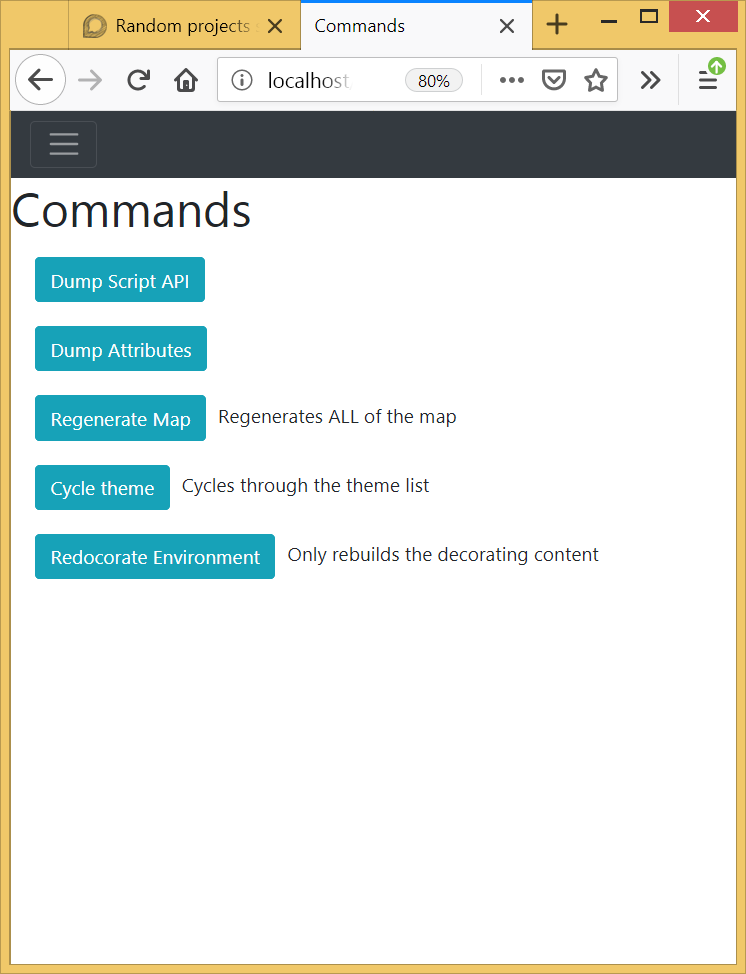 Random projects
Commands
localhost
80%
Commands
Dump Script API
Dump Attributes
Regenerate Map Regenerates ALL of the map
Cycle theme Cycles through the theme list
Redocorate Environment Only rebuilds the decorating content